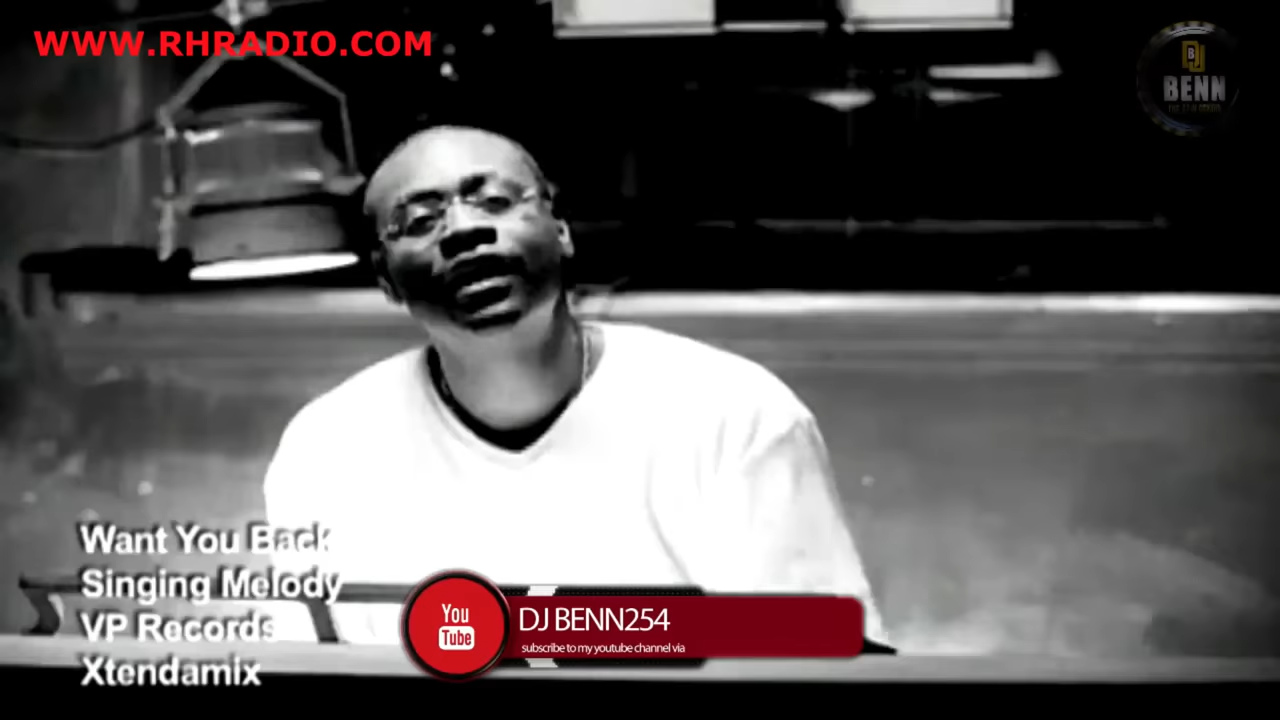 WWW.RHRADIO.COM
DJ
B
BENN
Want You Back
Singing Melody
VP Records
Xtendamix
You
Tube
DJ BENN254
subscribe to my youtube channel via